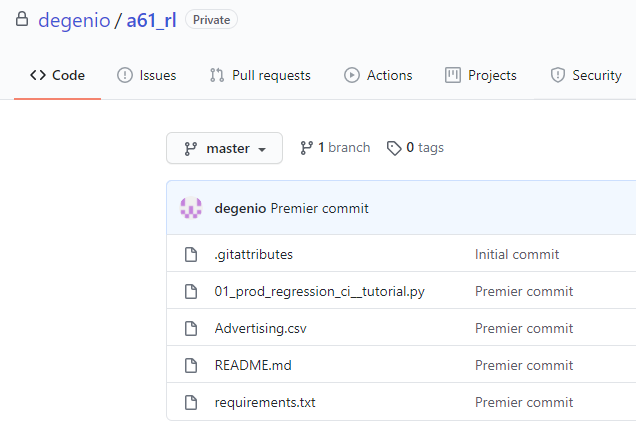 degenio / a61_rl Private
Code Issues Pull requests Actions Projects Security
master 1 branch 0 tags
degenio Premier commit
.gitattributes Initial commit
01_prod_regression_ci__tutorial.py Premier commit
Advertising.csv Premier commit
README.md Premier commit
requirements.txt Premier commit